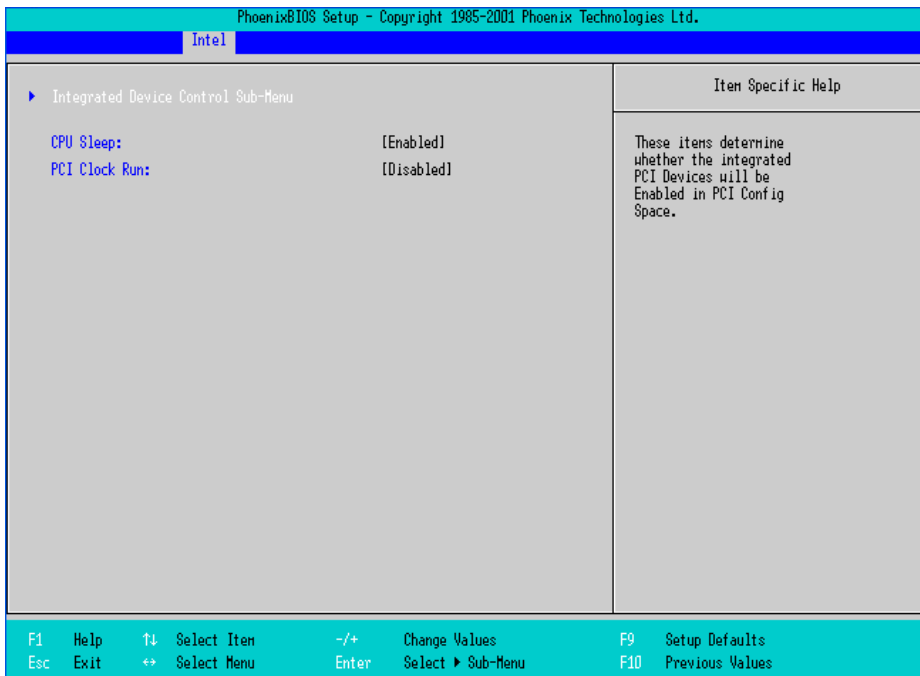 PhoenixBIOS Setup - Copyright 1985-2001 Phoenix Technologies Ltd.
Intel
Integrated Device Control Sub-Menu
CPU Sleep: [Enabled]
PCI Clock Run: [Disabled]
Item Specific Help
These items determine
whether the integrated
PCI Devices will be
Enabled in PCI Config
Space.
F1 Help ↑↓ Select Item -/+ Change Values F9 Setup Defaults
Esc Exit ↔ Select Menu Enter Select ▶ Sub-Menu F10 Previous Values